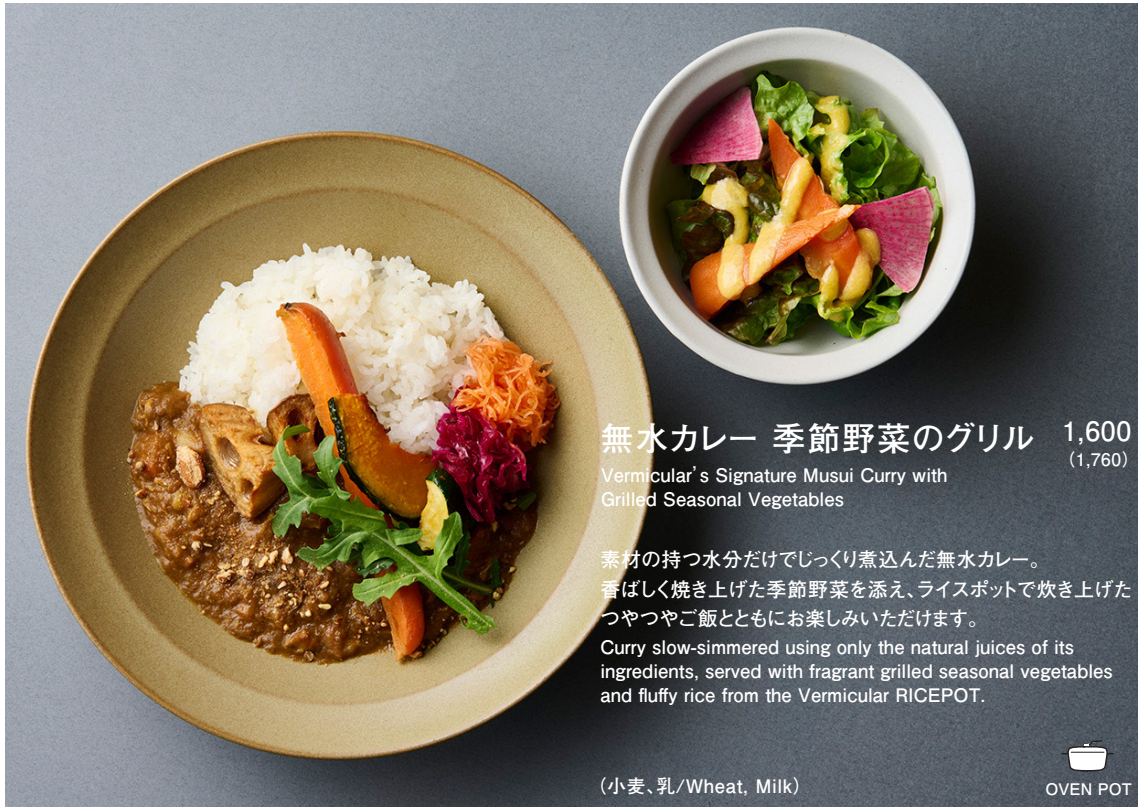 無水カレー 季節野菜のグリル 1,600
(1,760)
Vermicular's Signature Musui Curry with
Grilled Seasonal Vegetables
素材の持つ水分だけでじっくり煮込んだ無水カレー。
香ばしく焼き上げた季節野菜を添え、ライスポットで炊き上げた
つやつやご飯とともにお楽しみいただけます。
Curry slow-simmered using only the natural juices of its
ingredients, served with fragrant grilled seasonal vegetables
and fluffy rice from the Vermicular RICEPOT.
(小麦、乳/Wheat, Milk)
OVEN POT